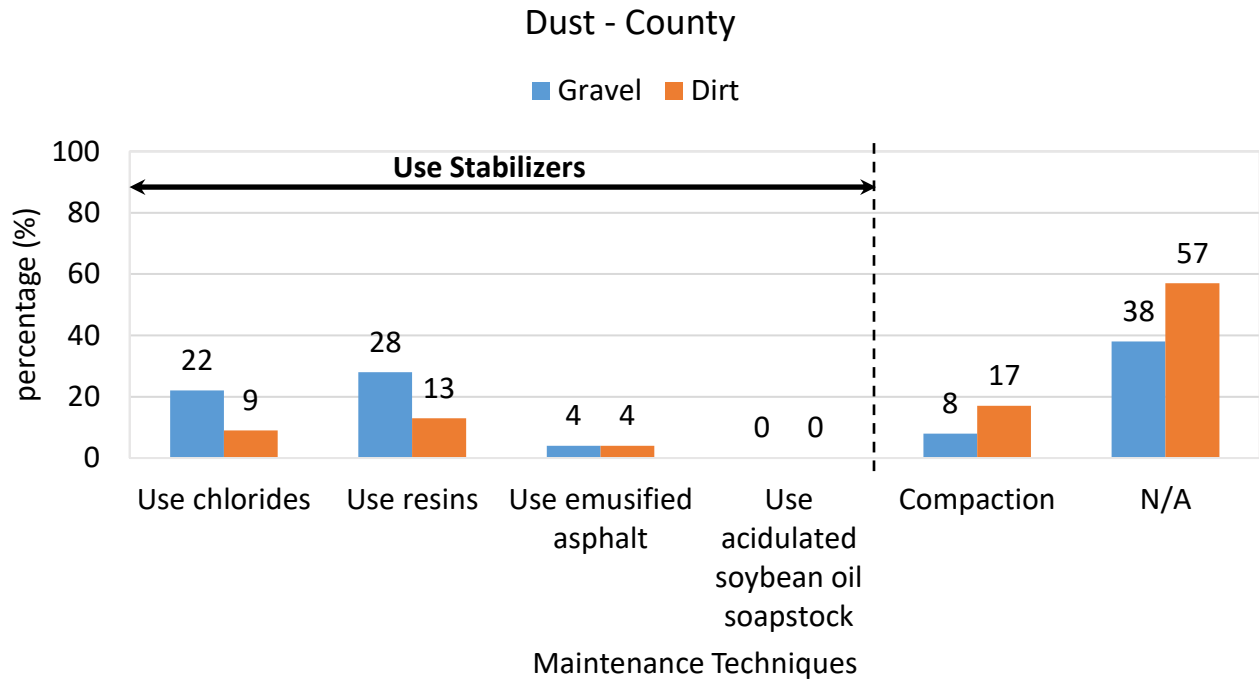 Dust - County
Gravel Dirt
percentage (%)
100
80
60
40
20
0
Use Stabilizers
22
9
28
13
4
4
0
0
8
17
38
57
Use chlorides
Use resins
Use emusified
asphalt
Use
acidulated
soybean oil
soapstock
Compaction
N/A
Maintenance Techniques